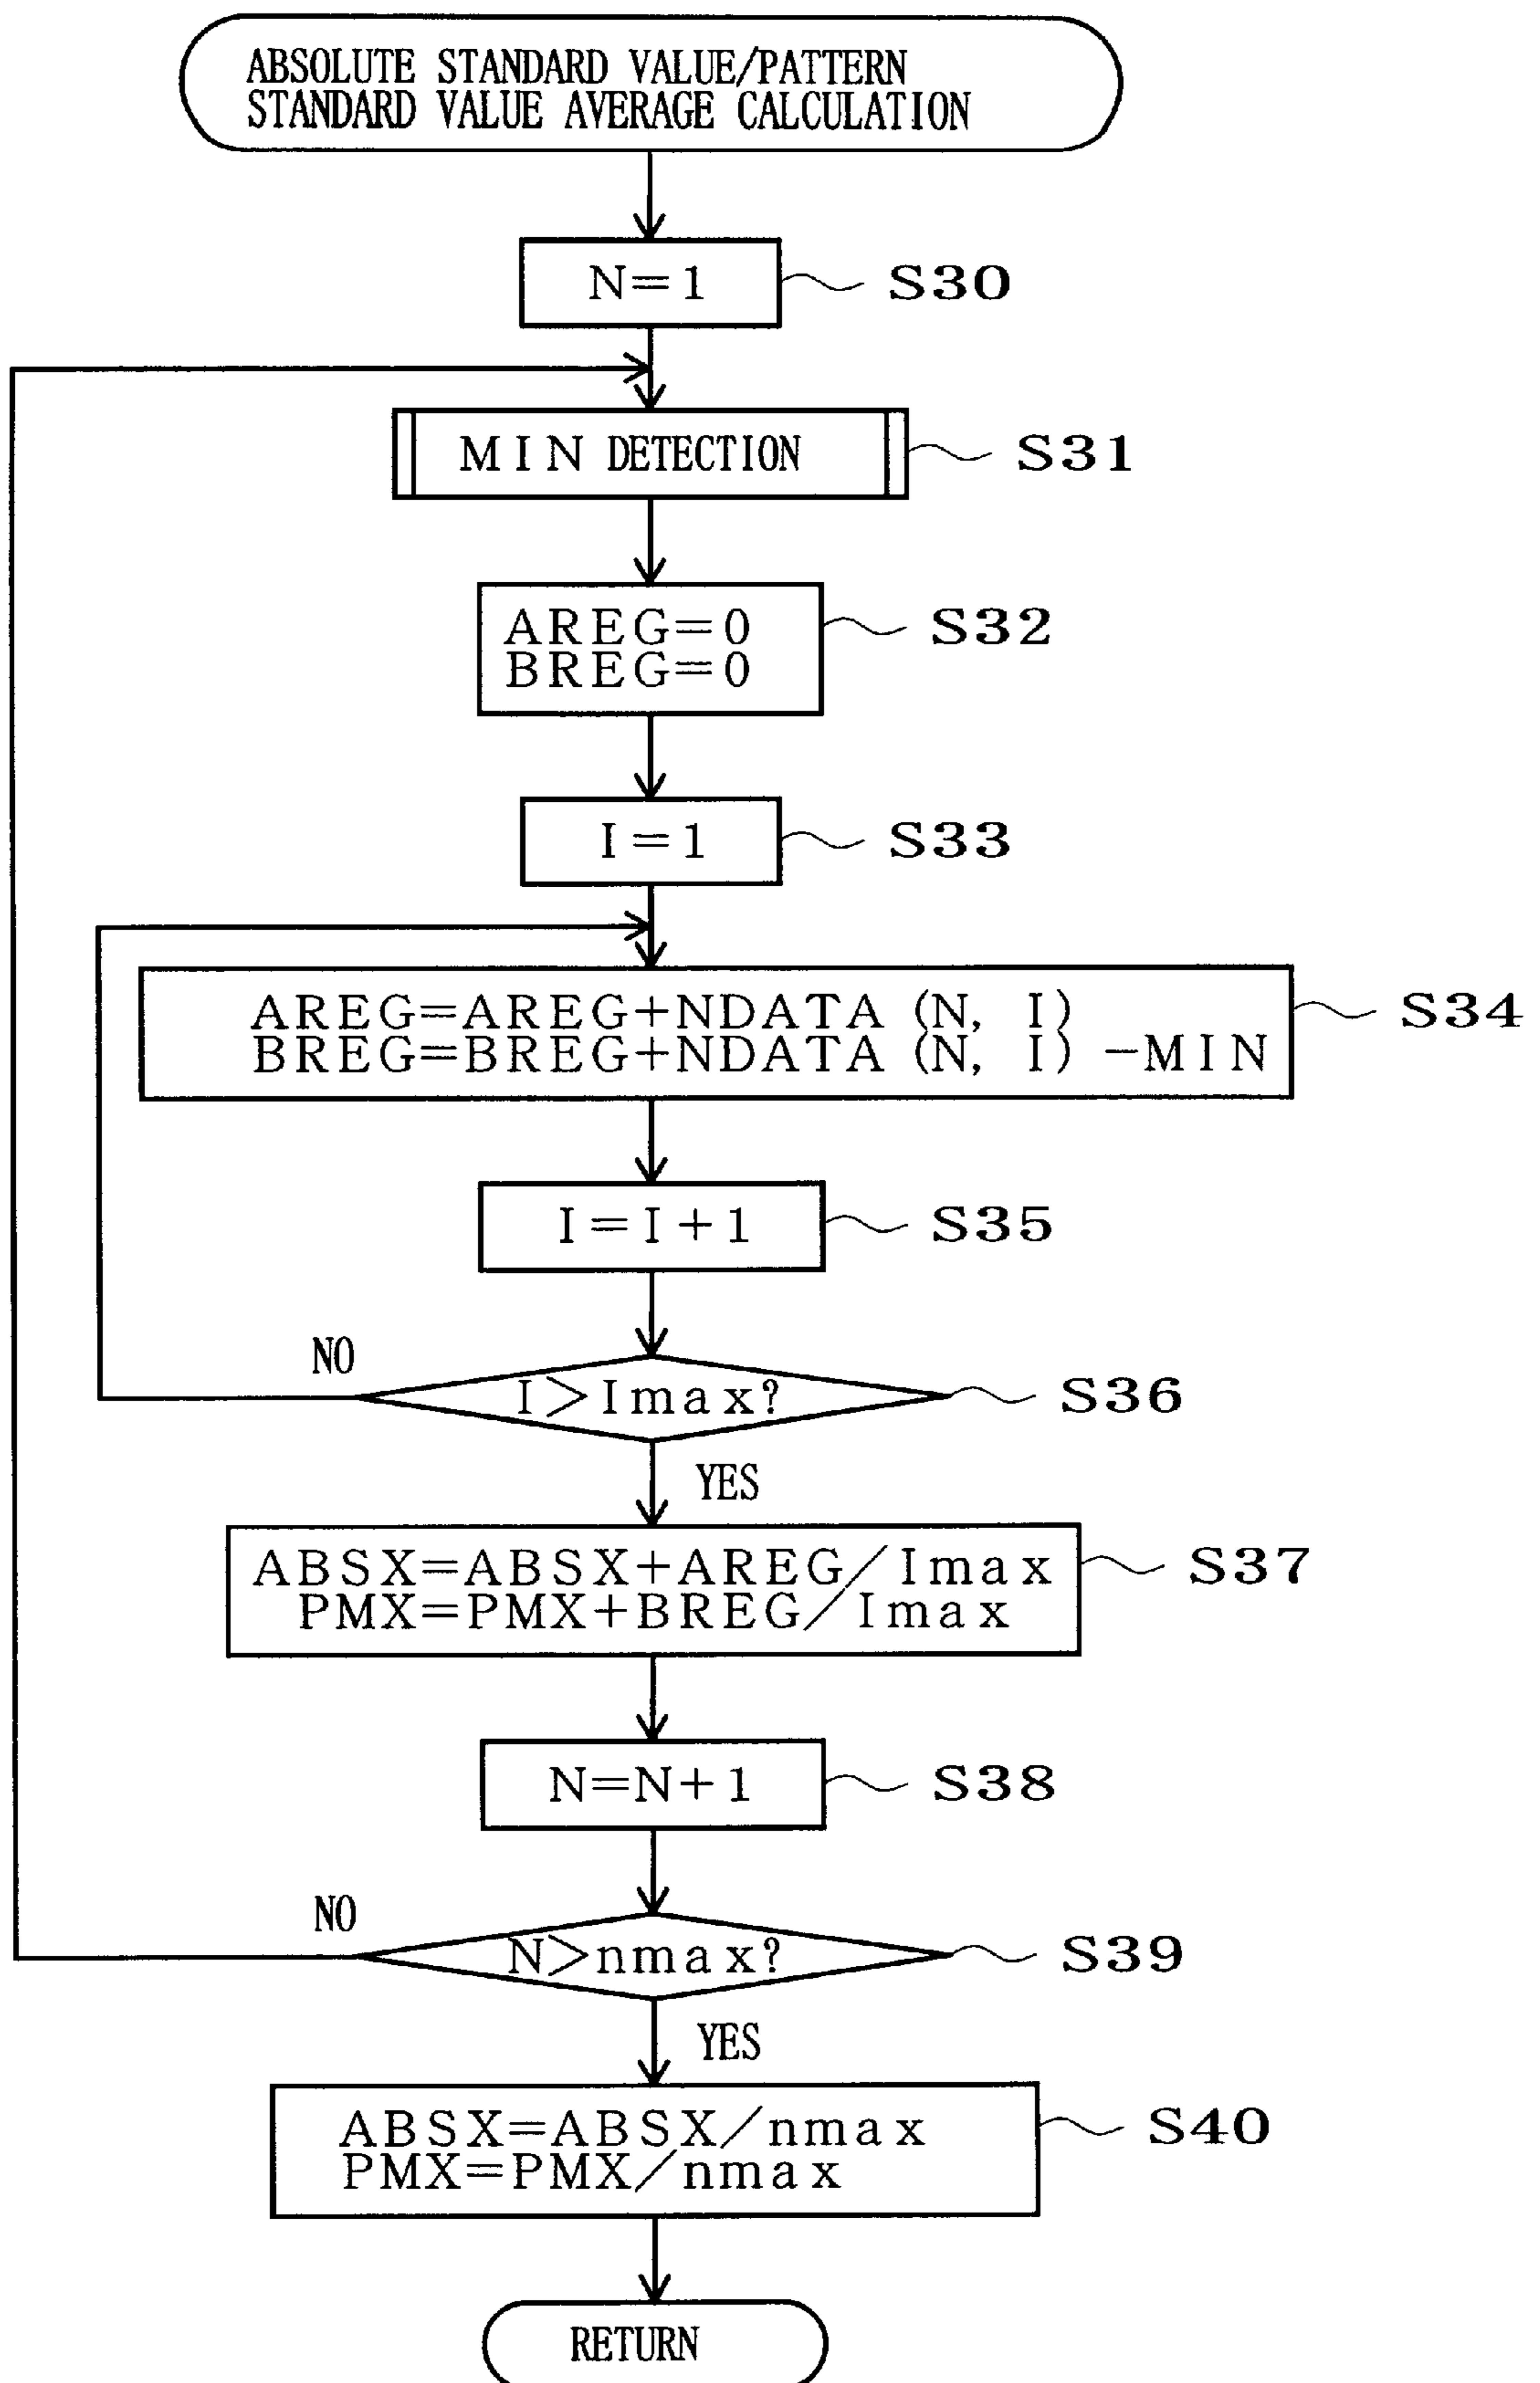 ABSOLUTE STANDARD VALUE/PATTERN
STANDARD VALUE AVERAGE CALCULATION
N=1
S30
MIN DETECTION
S31
AREG=0
BREG=0
S32
I=1
S33
AREG=AREG+NDATA (N, I)
BREG=BREG+NDATA (N, I) -MIN
S34
I=I+1
S35
NO
I>Imax?
S36
YES
ABSX=ABSX+AREG/Imax
PMX=PMX+BREG/Imax
S37
N=N+1
S38
NO
N>nmax?
S39
YES
ABSX=ABSX/nmax
PMX=PMX/nmax
S40
RETURN